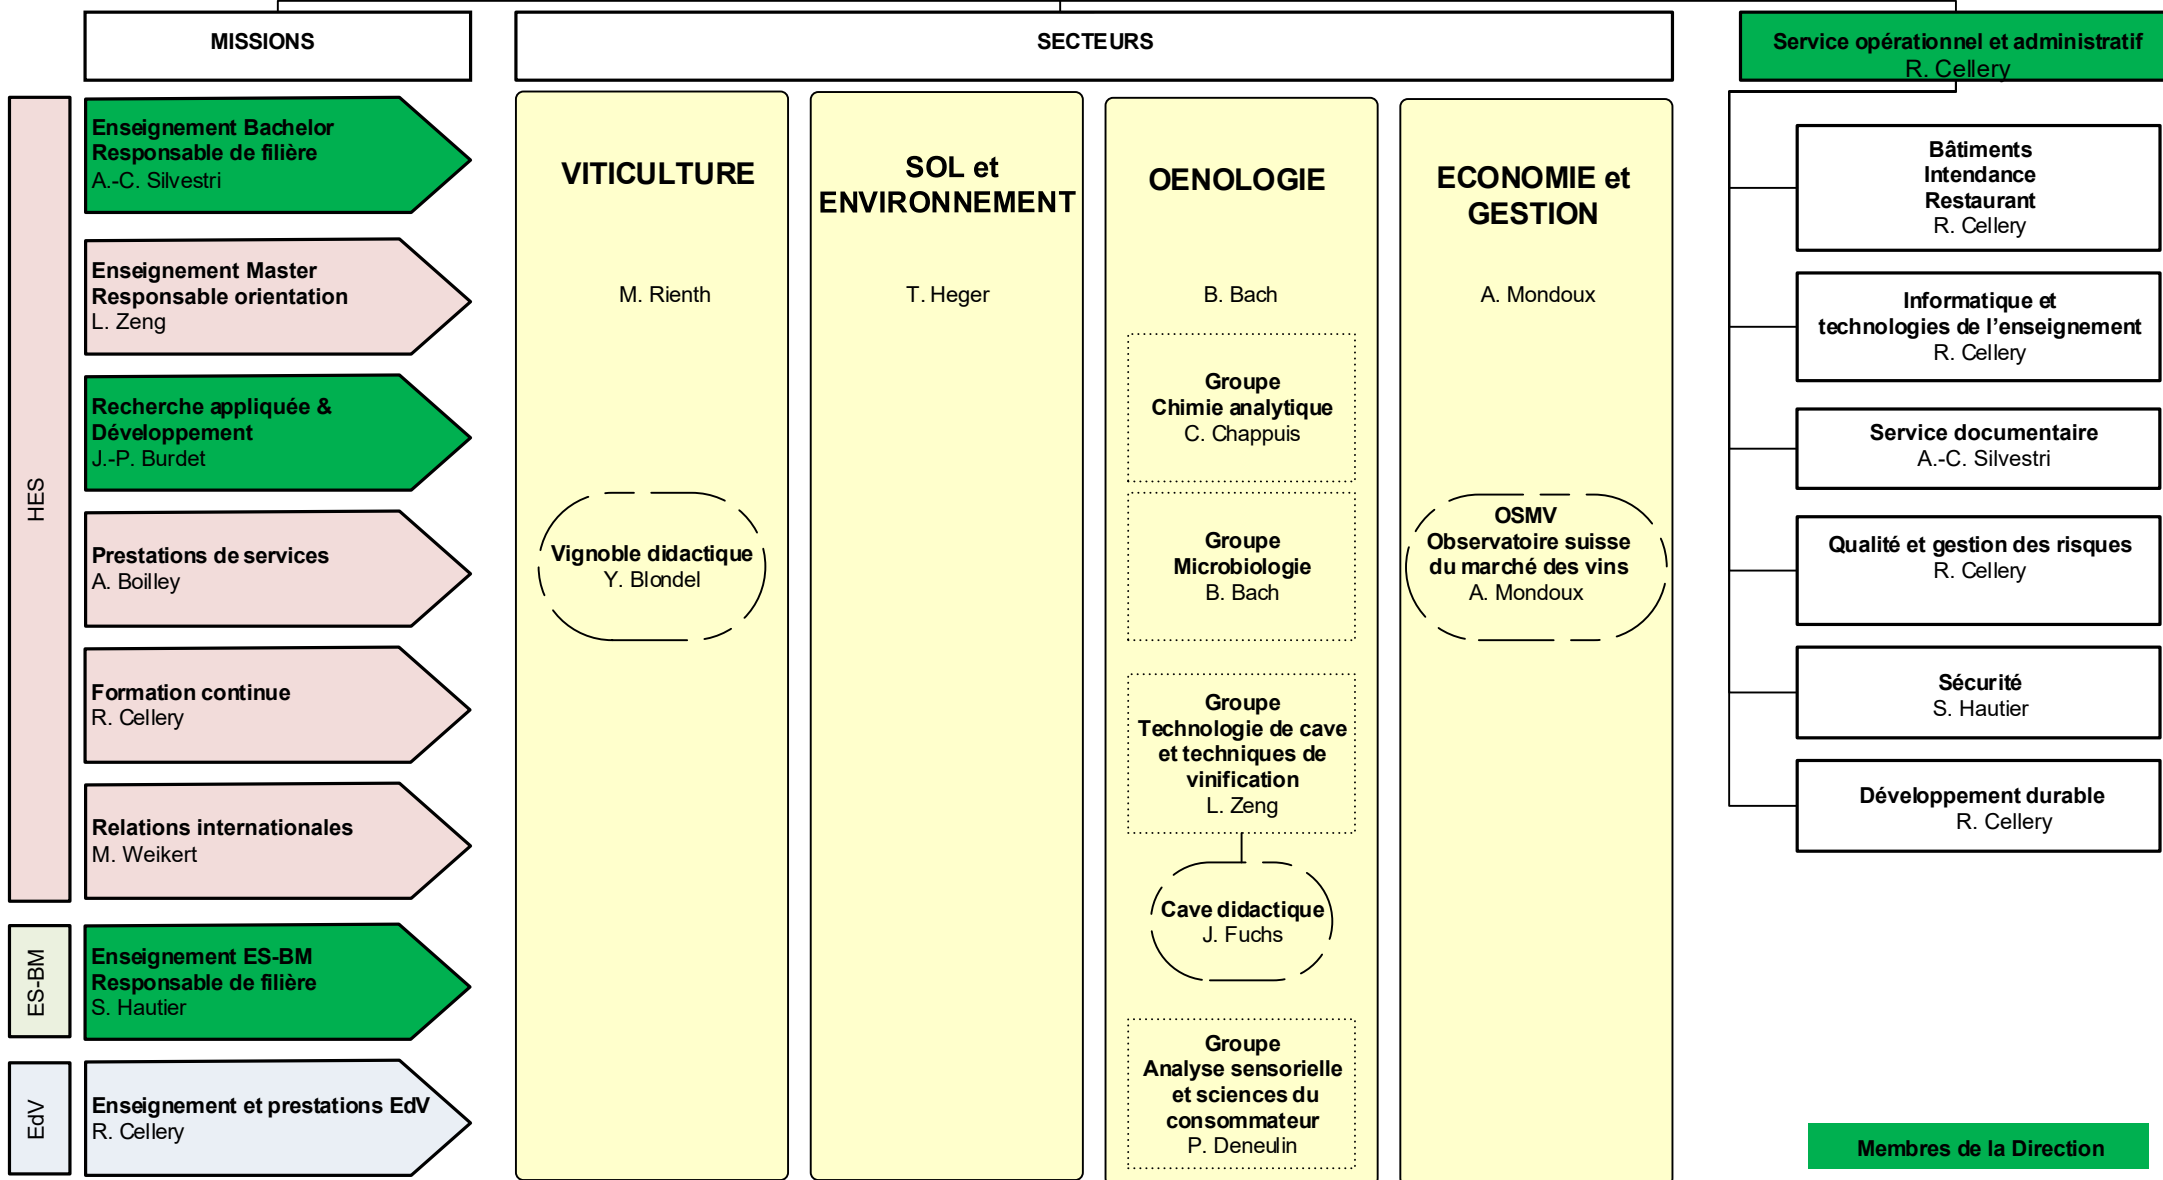 MISSIONS
SECTEURS
Service opérationnel et administratif
R. Cellery
HES
Enseignement Bachelor
Responsable de filière
A.-C. Silvestri
Enseignement Master
Responsable orientation
L. Zeng
Recherche appliquée &
Développement
J.-P. Burdet
Prestations de services
A. Boilley
Formation continue
R. Cellery
Relations internationales
M. Weikert
ES-BM
Enseignement ES-BM
Responsable de filière
S. Hautier
EdV
Enseignement et prestations EdV
R. Cellery
VITICULTURE
M. Rienth
Vignoble didactique
Y. Blondel
SOL et
ENVIRONNEMENT
T. Heger
OENOLOGIE
B. Bach
Groupe
Chimie analytique
C. Chappuis
Groupe
Microbiologie
B. Bach
Groupe
Technologie de cave
et techniques de
vinification
L. Zeng
Cave didactique
J. Fuchs
Groupe
Analyse sensorielle
et sciences du
consommateur
P. Deneulin
ECONOMIE et
GESTION
A. Mondoux
OSMV
Observatoire suisse
du marché des vins
A. Mondoux
Bâtiments
Intendance
Restaurant
R. Cellery
Informatique et
technologies de l’enseignement
R. Cellery
Service documentaire
A.-C. Silvestri
Qualité et gestion des risques
R. Cellery
Sécurité
S. Hautier
Développement durable
R. Cellery
Membres de la Direction